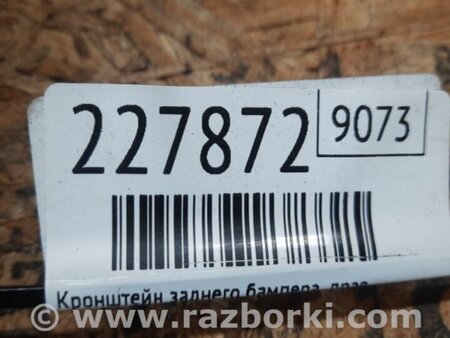 227872 9073
Кронштейн заднего бампера
www.razborki.com